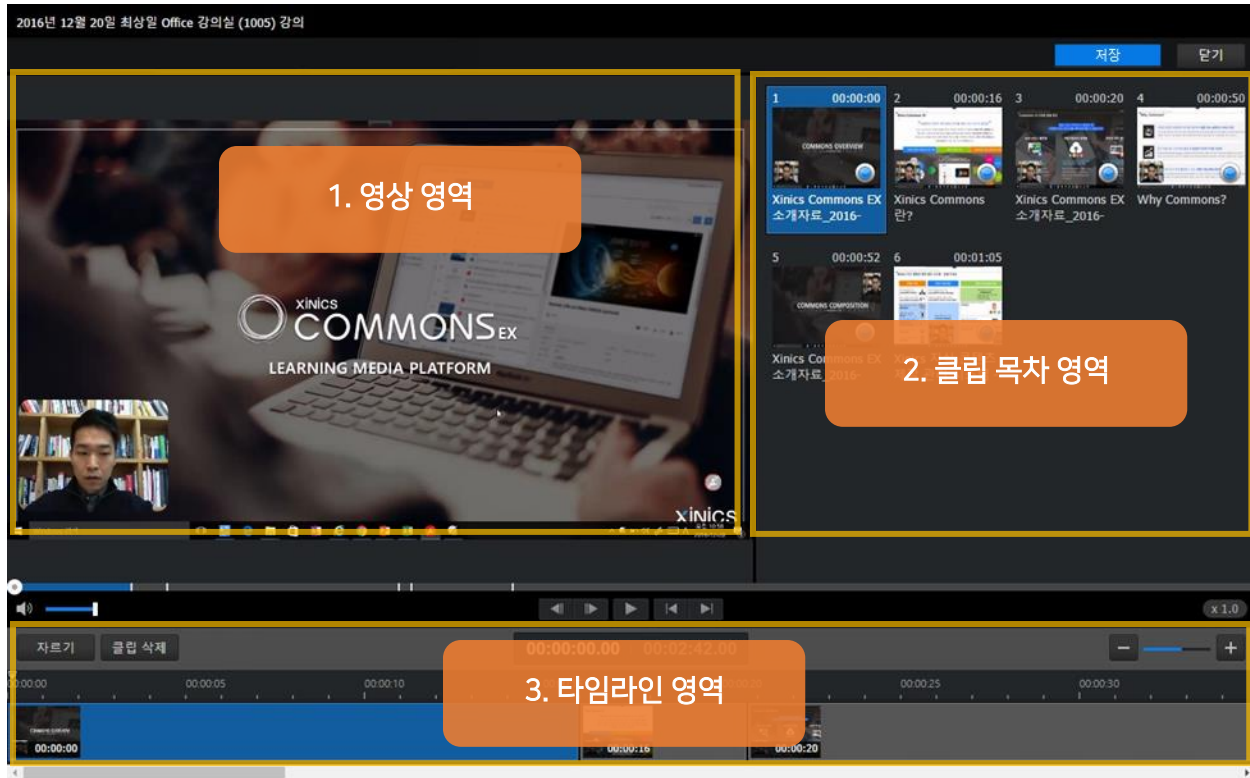 2016년 12월 20일 최상일 Office 강의실 (1005) 강의
저장 닫기
1. 영상 영역
xinics
COMMONS EX
LEARNING MEDIA PLATFORM
xinics
1 00:00:00 2 00:00:16 3 00:00:20 4 00:00:50
COMMONS OVERVIEW
Xinics Commons EX
소개자료_2016-
Xinics Commons
란?
Xinics Commons EX
소개자료_2016-
Why Commons?
5 00:00:52 6 00:01:05
COMMONS COMPOSITION
Xinics Commons EX
소개자료_2016-
2. 클립 목차 영역
x 1.0
자르기 클립 삭제 00:00:00.00 00:02:42.00
00:00:05 00:00:10 00:00:25 00:00:30
3. 타임라인 영역
00:00:00 00:00:16 00:00:20